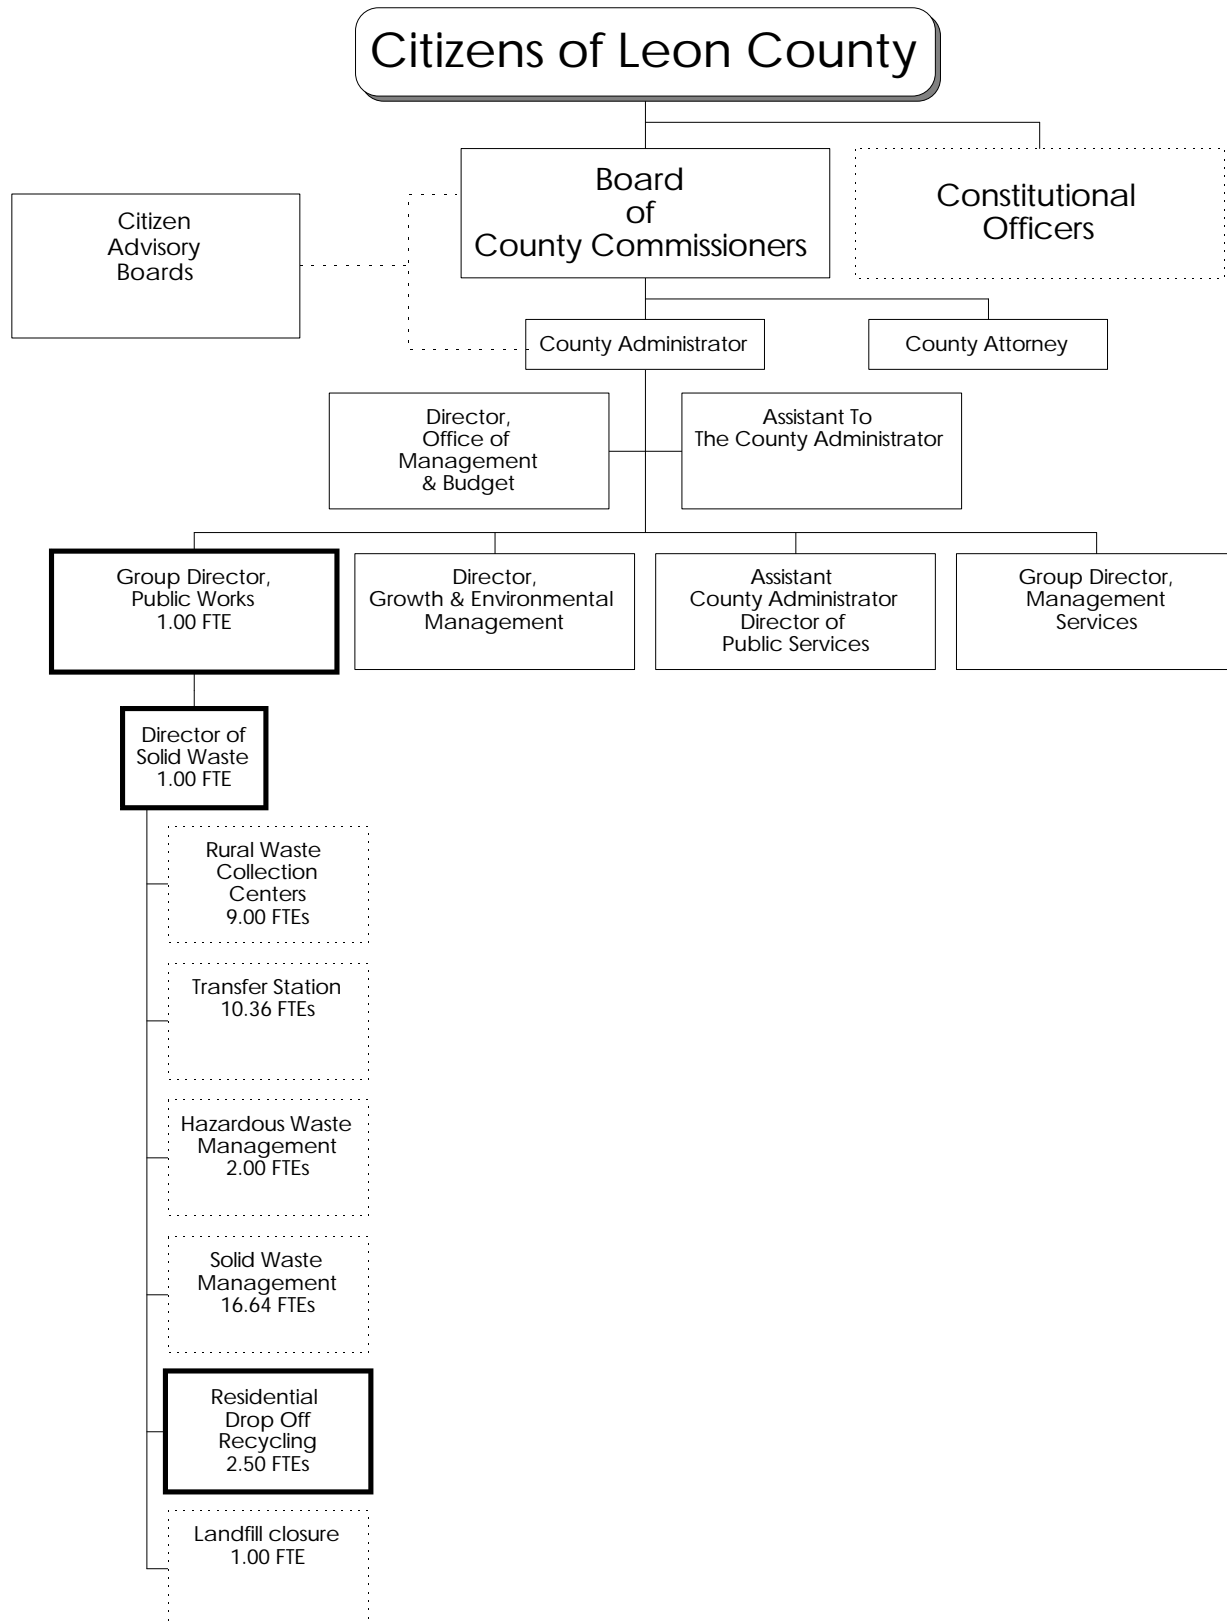 Citizens of Leon County
Board
of
County Commissioners
Constitutional
Officers
Citizen
Advisory
Boards
County Administrator
County Attorney
Director,
Office of
Management
& Budget
Assistant To
The County Administrator
Group Director,
Public Works
1.00 FTE
Director,
Growth & Environmental
Management
Assistant
County Administrator
Director of
Public Services
Group Director,
Management
Services
Director of
Solid Waste
1.00 FTE
Rural Waste
Collection
Centers
9.00 FTEs
Transfer Station
10.36 FTEs
Hazardous Waste
Management
2.00 FTEs
Solid Waste
Management
16.64 FTEs
Residential
Drop Off
Recycling
2.50 FTEs
Landfill closure
1.00 FTE